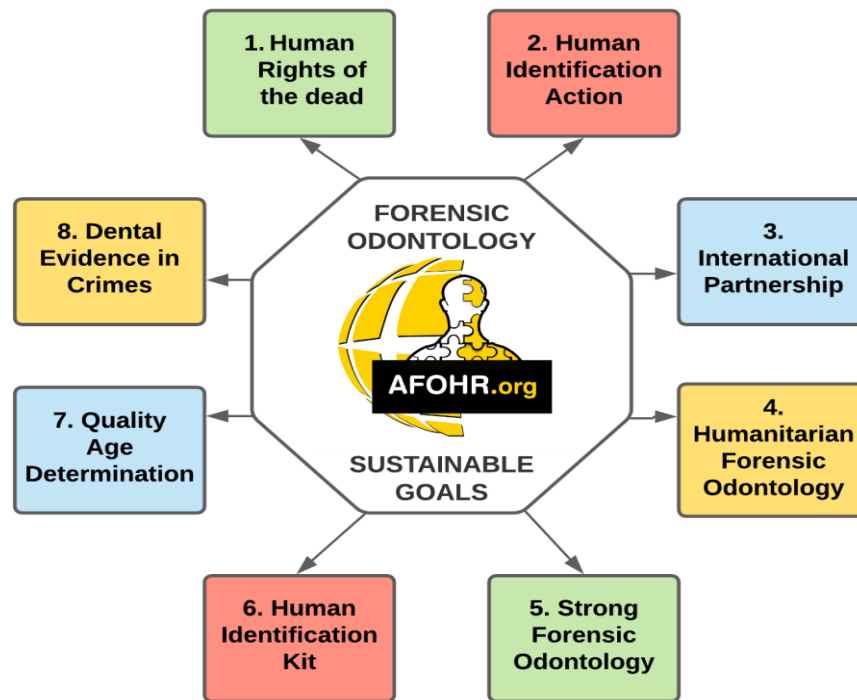 1. Human
Rights of
the dead
2. Human
Identification
Action
8. Dental
Evidence in
Crimes
FORENSIC
ODONTOLOGY
3.
International
Partnership
AFOHR.org
7. Quality
Age
Determination
SUSTAINABLE
GOALS
4.
Humanitarian
Forensic
Odontology
6. Human
Identification
Kit
5. Strong
Forensic
Odontology